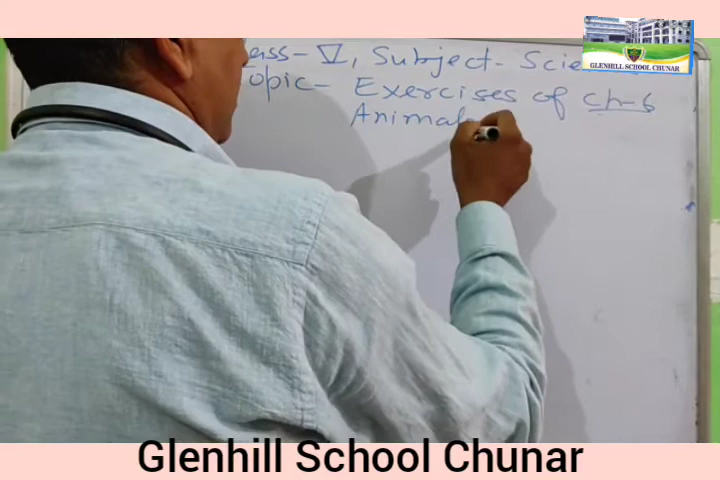 ass- V, Subject- Scie
opic- Exercises of Ch-6
Animal
GLENHILL SCHOOL CHUNAR
Glenhill School Chunar